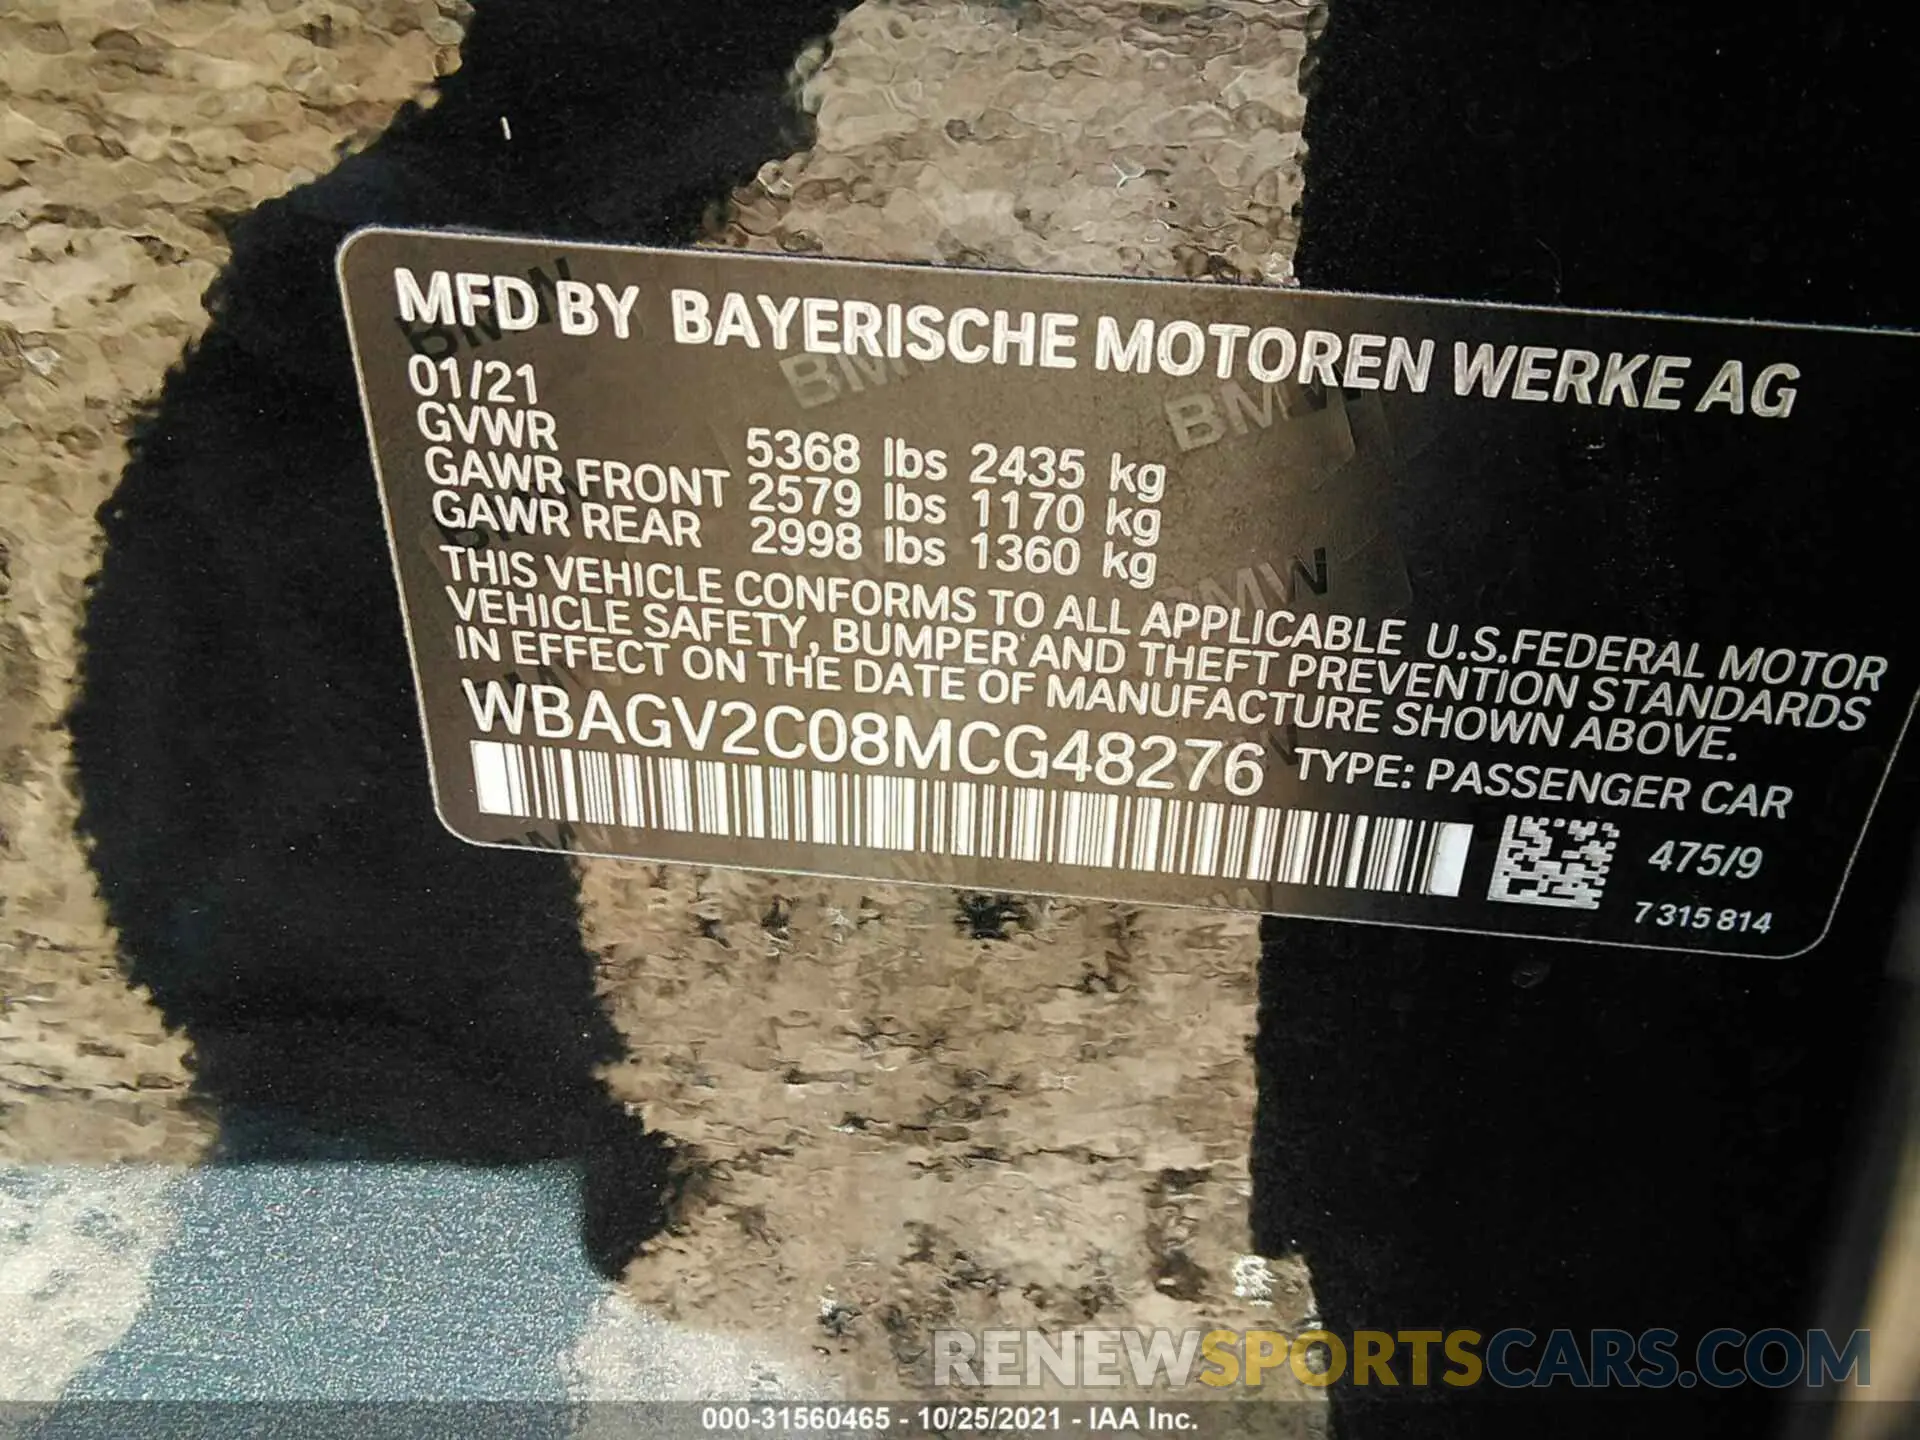 MFD BY BAYERISCHE MOTOREN WERKE AG
01/21
GVWR 5368 lbs 2435 kg
GAWR FRONT 2579 lbs 1170 kg
GAWR REAR 2998 lbs 1360 kg
THIS VEHICLE CONFORMS TO ALL APPLICABLE U.S.FEDERAL MOTOR
VEHICLE SAFETY, BUMPER AND THEFT PREVENTION STANDARDS
IN EFFECT ON THE DATE OF MANUFACTURE SHOWN ABOVE.
WBAGV2C08MCG48276 TYPE: PASSENGER CAR
475/9
7 315 814
RENEWSPORTSCARS.COM
000-31560465 - 10/25/2021 - IAA Inc.